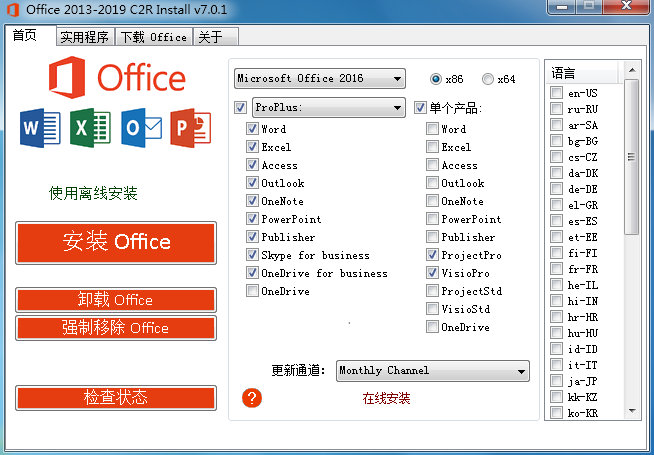 Office 2013-2019 C2R Install v7.0.1
首页 实用程序 下载 Office 关于
Office
W X O P
使用离线安装
安装 Office
卸载 Office
强制移除 Office
检查状态
Microsoft Office 2016 x86 x64
ProPlus: 单个产品:
Word
Excel
Access
Outlook
OneNote
PowerPoint
Publisher
Skype for business
OneDrive for business
OneDrive
Word
Excel
Access
Outlook
OneNote
PowerPoint
Publisher
ProjectPro
VisioPro
ProjectStd
VisioStd
OneDrive
更新通道: Monthly Channel
? 在线安装
语言
en-US
ru-RU
ar-SA
bg-BG
cs-CZ
da-DK
de-DE
el-GR
es-ES
et-EE
fi-FI
fr-FR
he-IL
hi-IN
hr-HR
hu-HU
id-ID
it-IT
ja-JP
kk-KZ
ko-KR